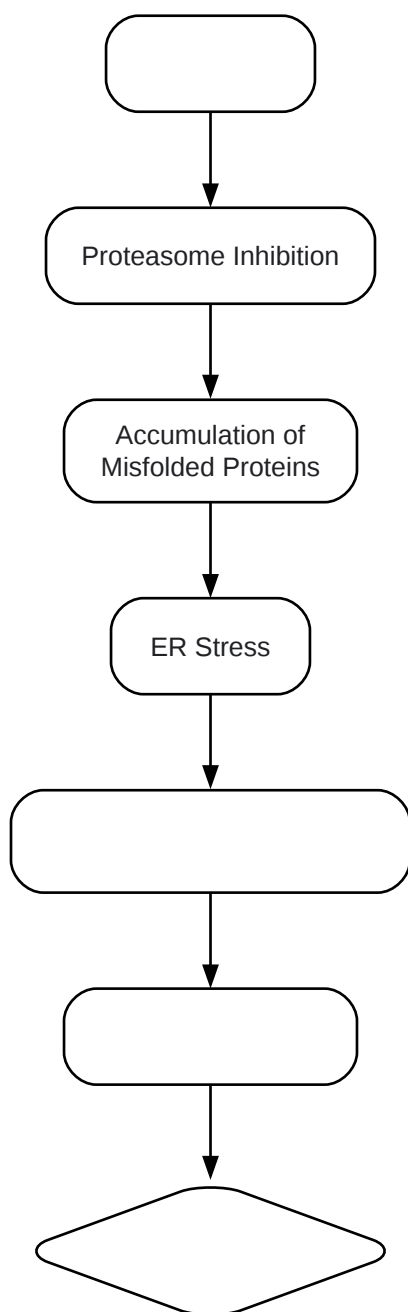 Proteasome Inhibition
Accumulation of
Misfolded Proteins
ER Stress